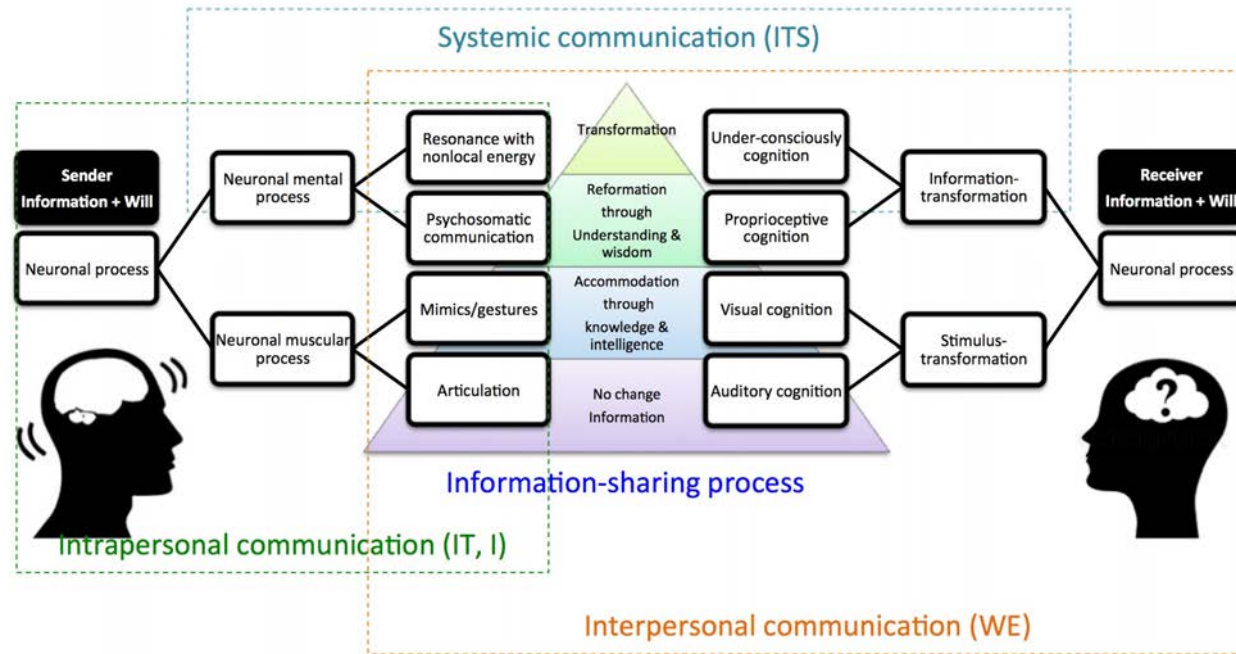 Systemic communication (ITS)
Sender
Information + Will
Neuronal process
Neuronal mental
process
Neuronal muscular
process
Resonance with
nonlocal energy
Psychosomatic
communication
Mimics/gestures
Articulation
Transformation
Reformation
through
Understanding &
wisdom
Accommodation
through
knowledge &
intelligence
No change
Information
Under-consciously
cognition
Proprioceptive
cognition
Visual cognition
Auditory cognition
Information-
transformation
Stimulus-
transformation
Receiver
Information + Will
Neuronal process
?
Information-sharing process
Intrapersonal communication (IT, I)
Interpersonal communication (WE)